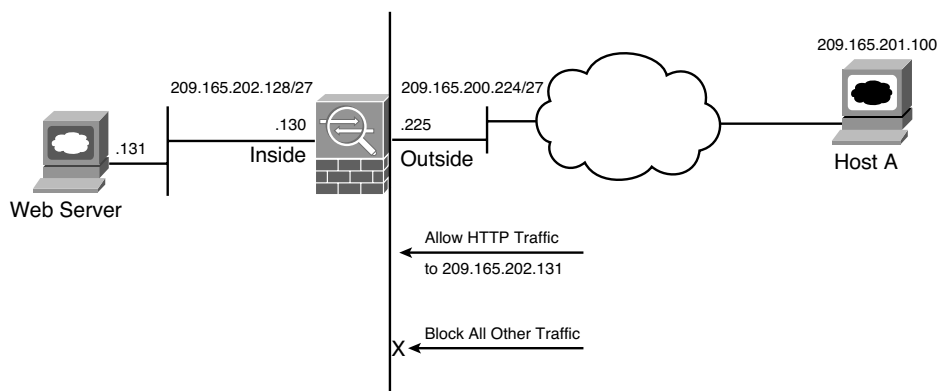 209.165.201.100
209.165.202.128/27
209.165.200.224/27
.130
.225
.131
Inside
Outside
Host A
Web Server
Allow HTTP Traffic
to 209.165.202.131
X
Block All Other Traffic